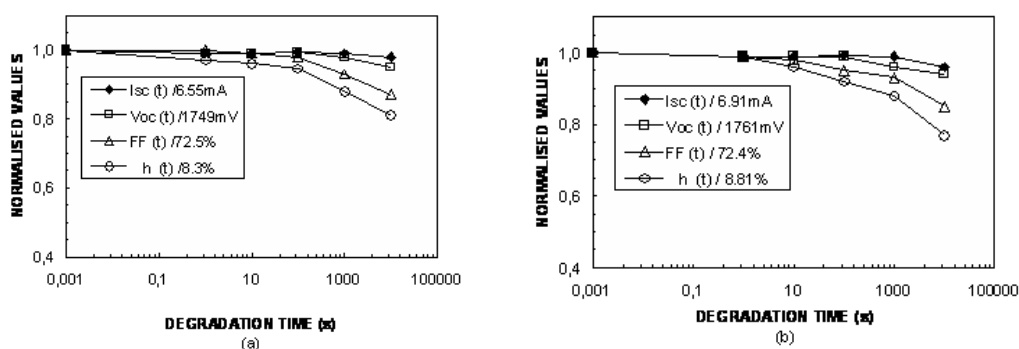 NORMALISED VALUES
1,0
0,8
0,6
0,4
Isc (t) /6.55mA
Voc (t) /1749mV
FF (t) /72.5%
h (t) /8.3%
0,001
0,1
10
1000
100000
DEGRADATION TIME (s)
(a)
NORMALISED VALUES
1,0
0,8
0,6
0,4
Isc (t) / 6.91mA
Voc (t) / 1761mV
FF (t) / 72.4%
h (t) / 8.81%
0,001
0,1
10
1000
100000
DEGRADATION TIME (s)
(b)